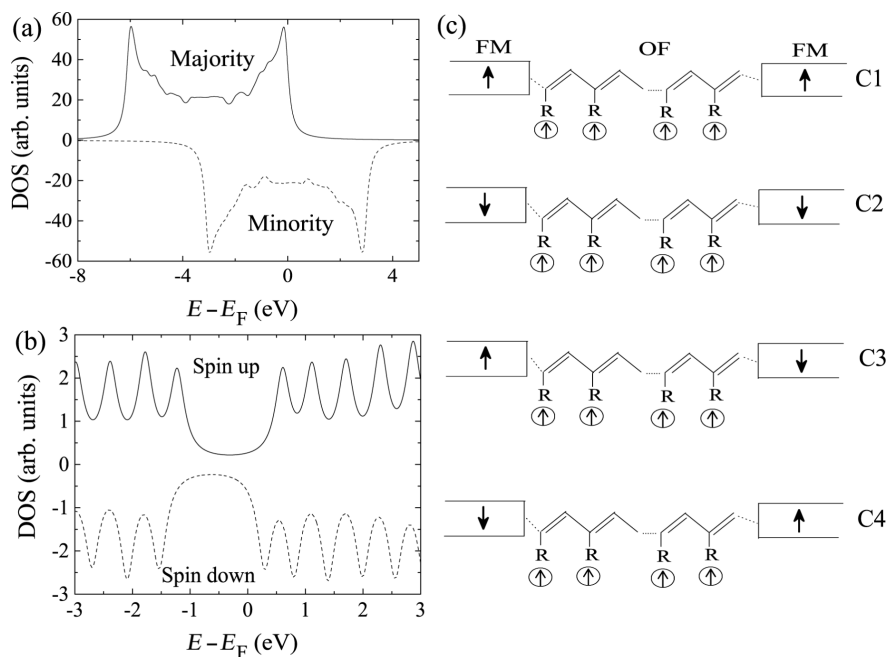 (a)
60
40
20
0
-20
-40
-60
DOS (arb. units)
Majority
Minority
-8 -4 0 4
E−E_F (eV)
(b)
3
2
1
0
-1
-2
-3
DOS (arb. units)
Spin up
Spin down
-3 -2 -1 0 1 2 3
E−E_F (eV)
(c)
FM OF FM
C1
R R R R
C2
R R R R
C3
R R R R
C4
R R R R